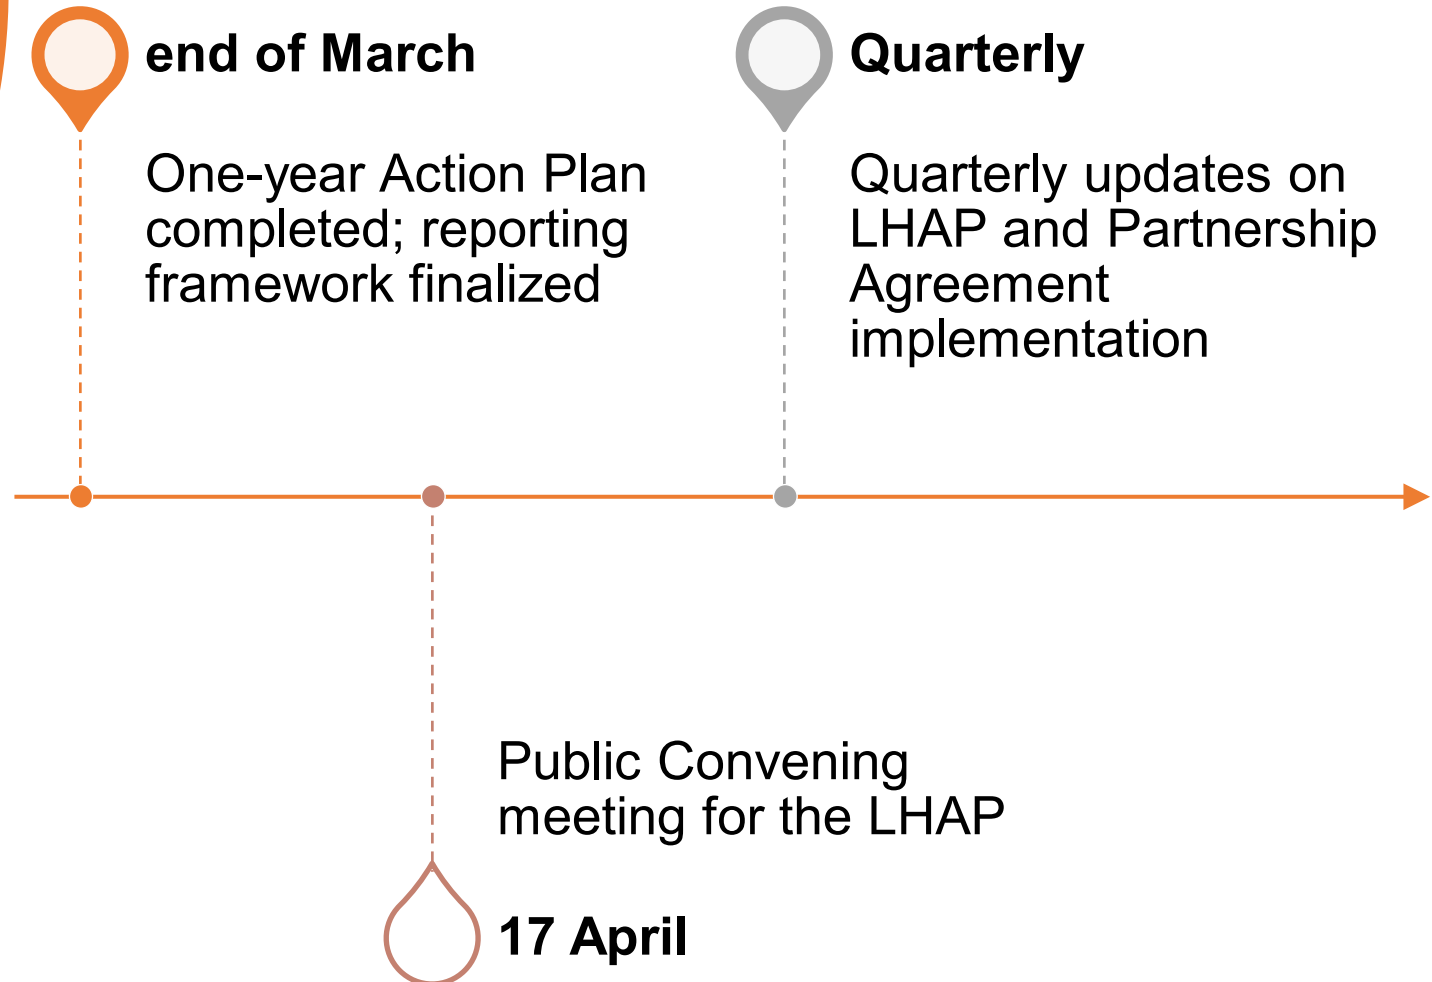 end of March
One-year Action Plan
completed; reporting
framework finalized
Quarterly
Quarterly updates on
LHAP and Partnership
Agreement
implementation
Public Convening
meeting for the LHAP
17 April